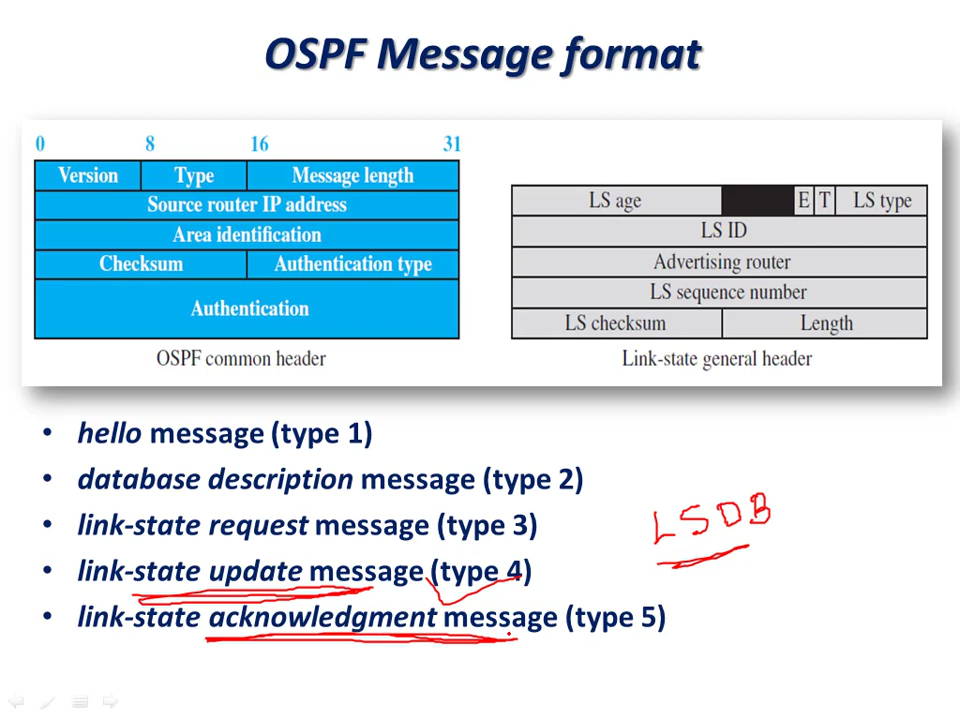 OSPF Message format
0 8 16 31
Version Type Message length
Source router IP address
Area identification
Checksum Authentication type
Authentication
OSPF common header
LS age E T LS type
LS ID
Advertising router
LS sequence number
LS checksum Length
Link-state general header
• hello message (type 1)
• database description message (type 2)
• link-state request message (type 3)
• link-state update message (type 4)
• link-state acknowledgment message (type 5)
LSDB